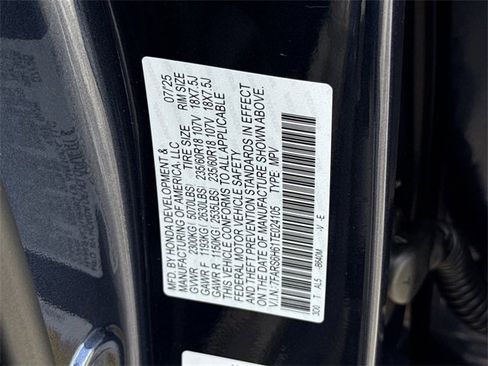 MFD. BY HONDA DEVELOPMENT & 07/25
MANUFACTURING OF AMERICA, LLC
TIRE SIZE RIM SIZE
GVWR 2300KG( 5070LBS)
GAWR F 1193KG( 2630LBS) 235/60R18 107V 18X7.5J
GAWR R 1150KG( 2535LBS) 235/60R18 107V 18X7.5J
THIS VEHICLE CONFORMS TO ALL APPLICABLE
FEDERAL MOTOR VEHICLE SAFETY
AND THEFT PREVENTION STANDARDS IN EFFECT
ON THE DATE OF MANUFACTURE SHOWN ABOVE.
V.I.N.: TYPE: MPV
300 T AL5 V - E